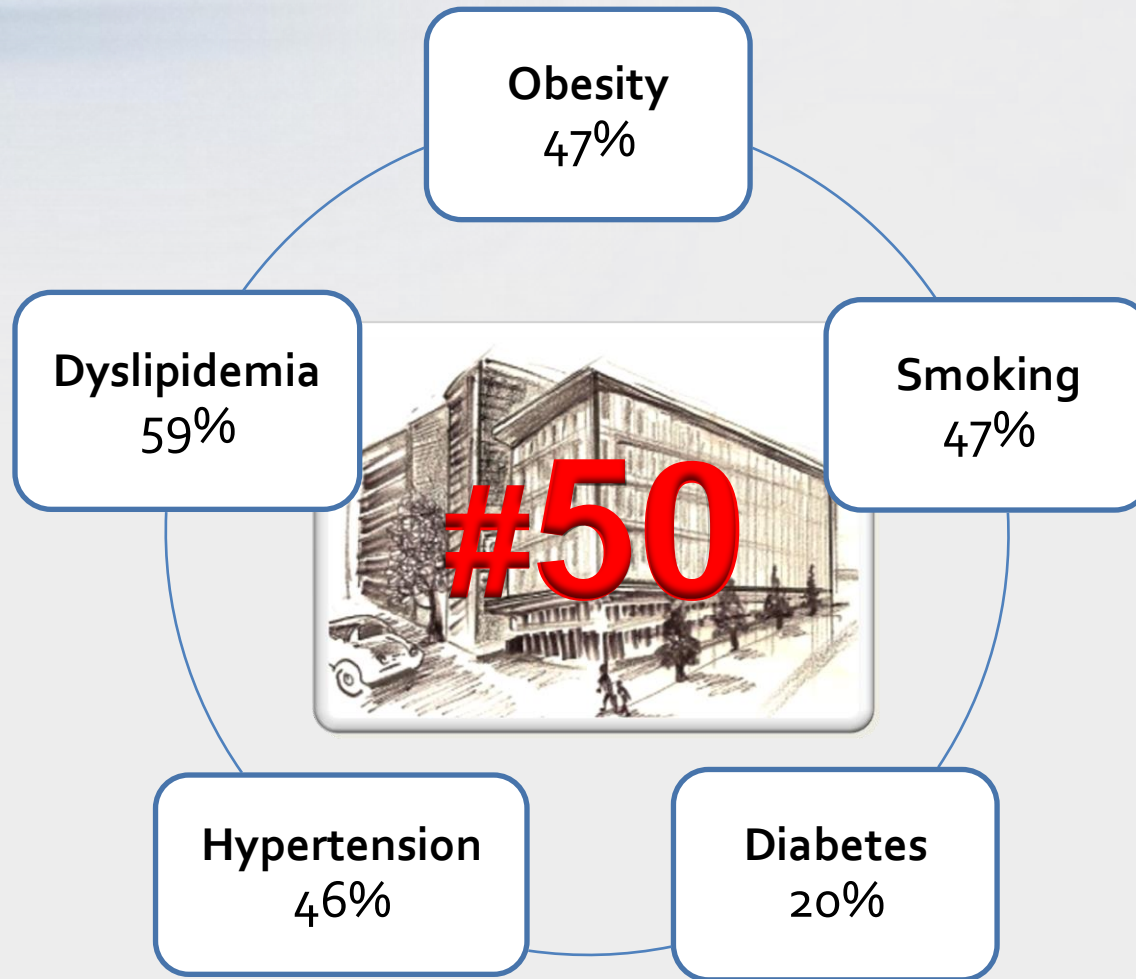 Obesity
47%
Dyslipidemia
59%
Smoking
47%
#50
Hypertension
46%
Diabetes
20%